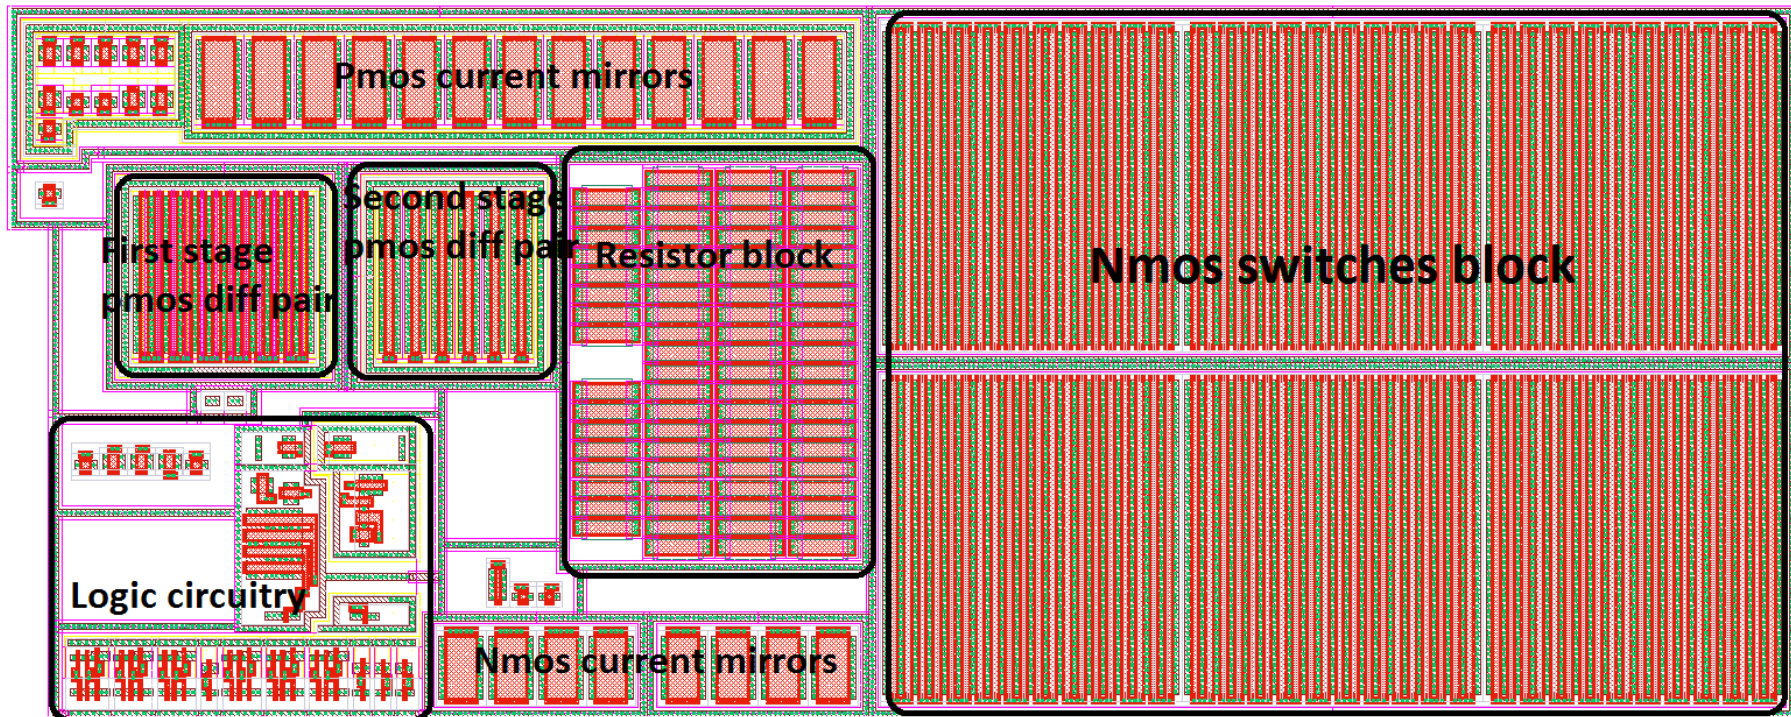 Pmos current mirrors
First stage
pmos diff pair
Second stage
pmos diff pair
Resistor block
Nmos switches block
Logic circuitry
Nmos current mirrors